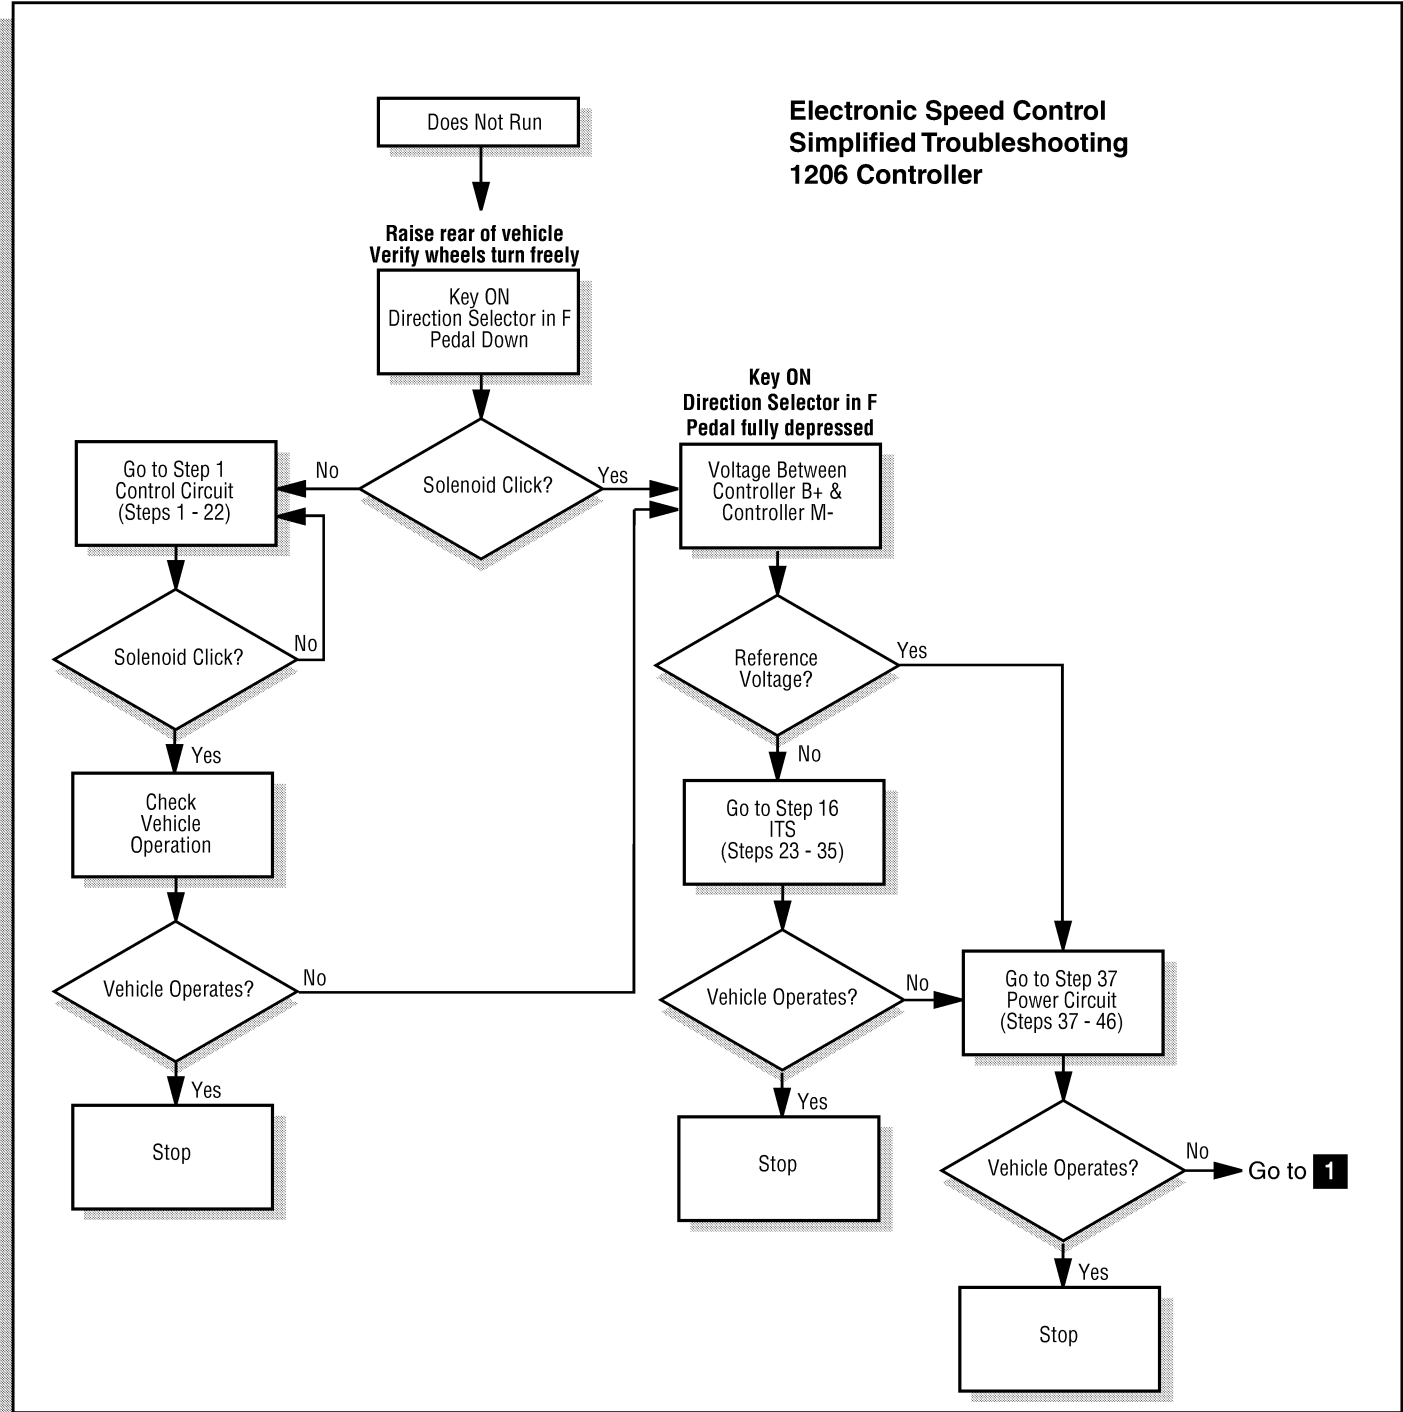 Electronic Speed Control
Simplified Troubleshooting
1206 Controller
Does Not Run
Raise rear of vehicle
Verify wheels turn freely
Key ON
Direction Selector in F
Pedal Down
Solenoid Click?
No
Yes
Go to Step 1
Control Circuit
(Steps 1 - 22)
Solenoid Click?
No
Yes
Check
Vehicle
Operation
Vehicle Operates?
No
Yes
Stop
Key ON
Direction Selector in F
Pedal fully depressed
Voltage Between
Controller B+ &
Controller M-
Reference
Voltage?
Yes
No
Go to Step 16
ITS
(Steps 23 - 35)
Vehicle Operates?
No
Yes
Stop
Go to Step 37
Power Circuit
(Steps 37 - 46)
Vehicle Operates?
No
Go to 1
Yes
Stop